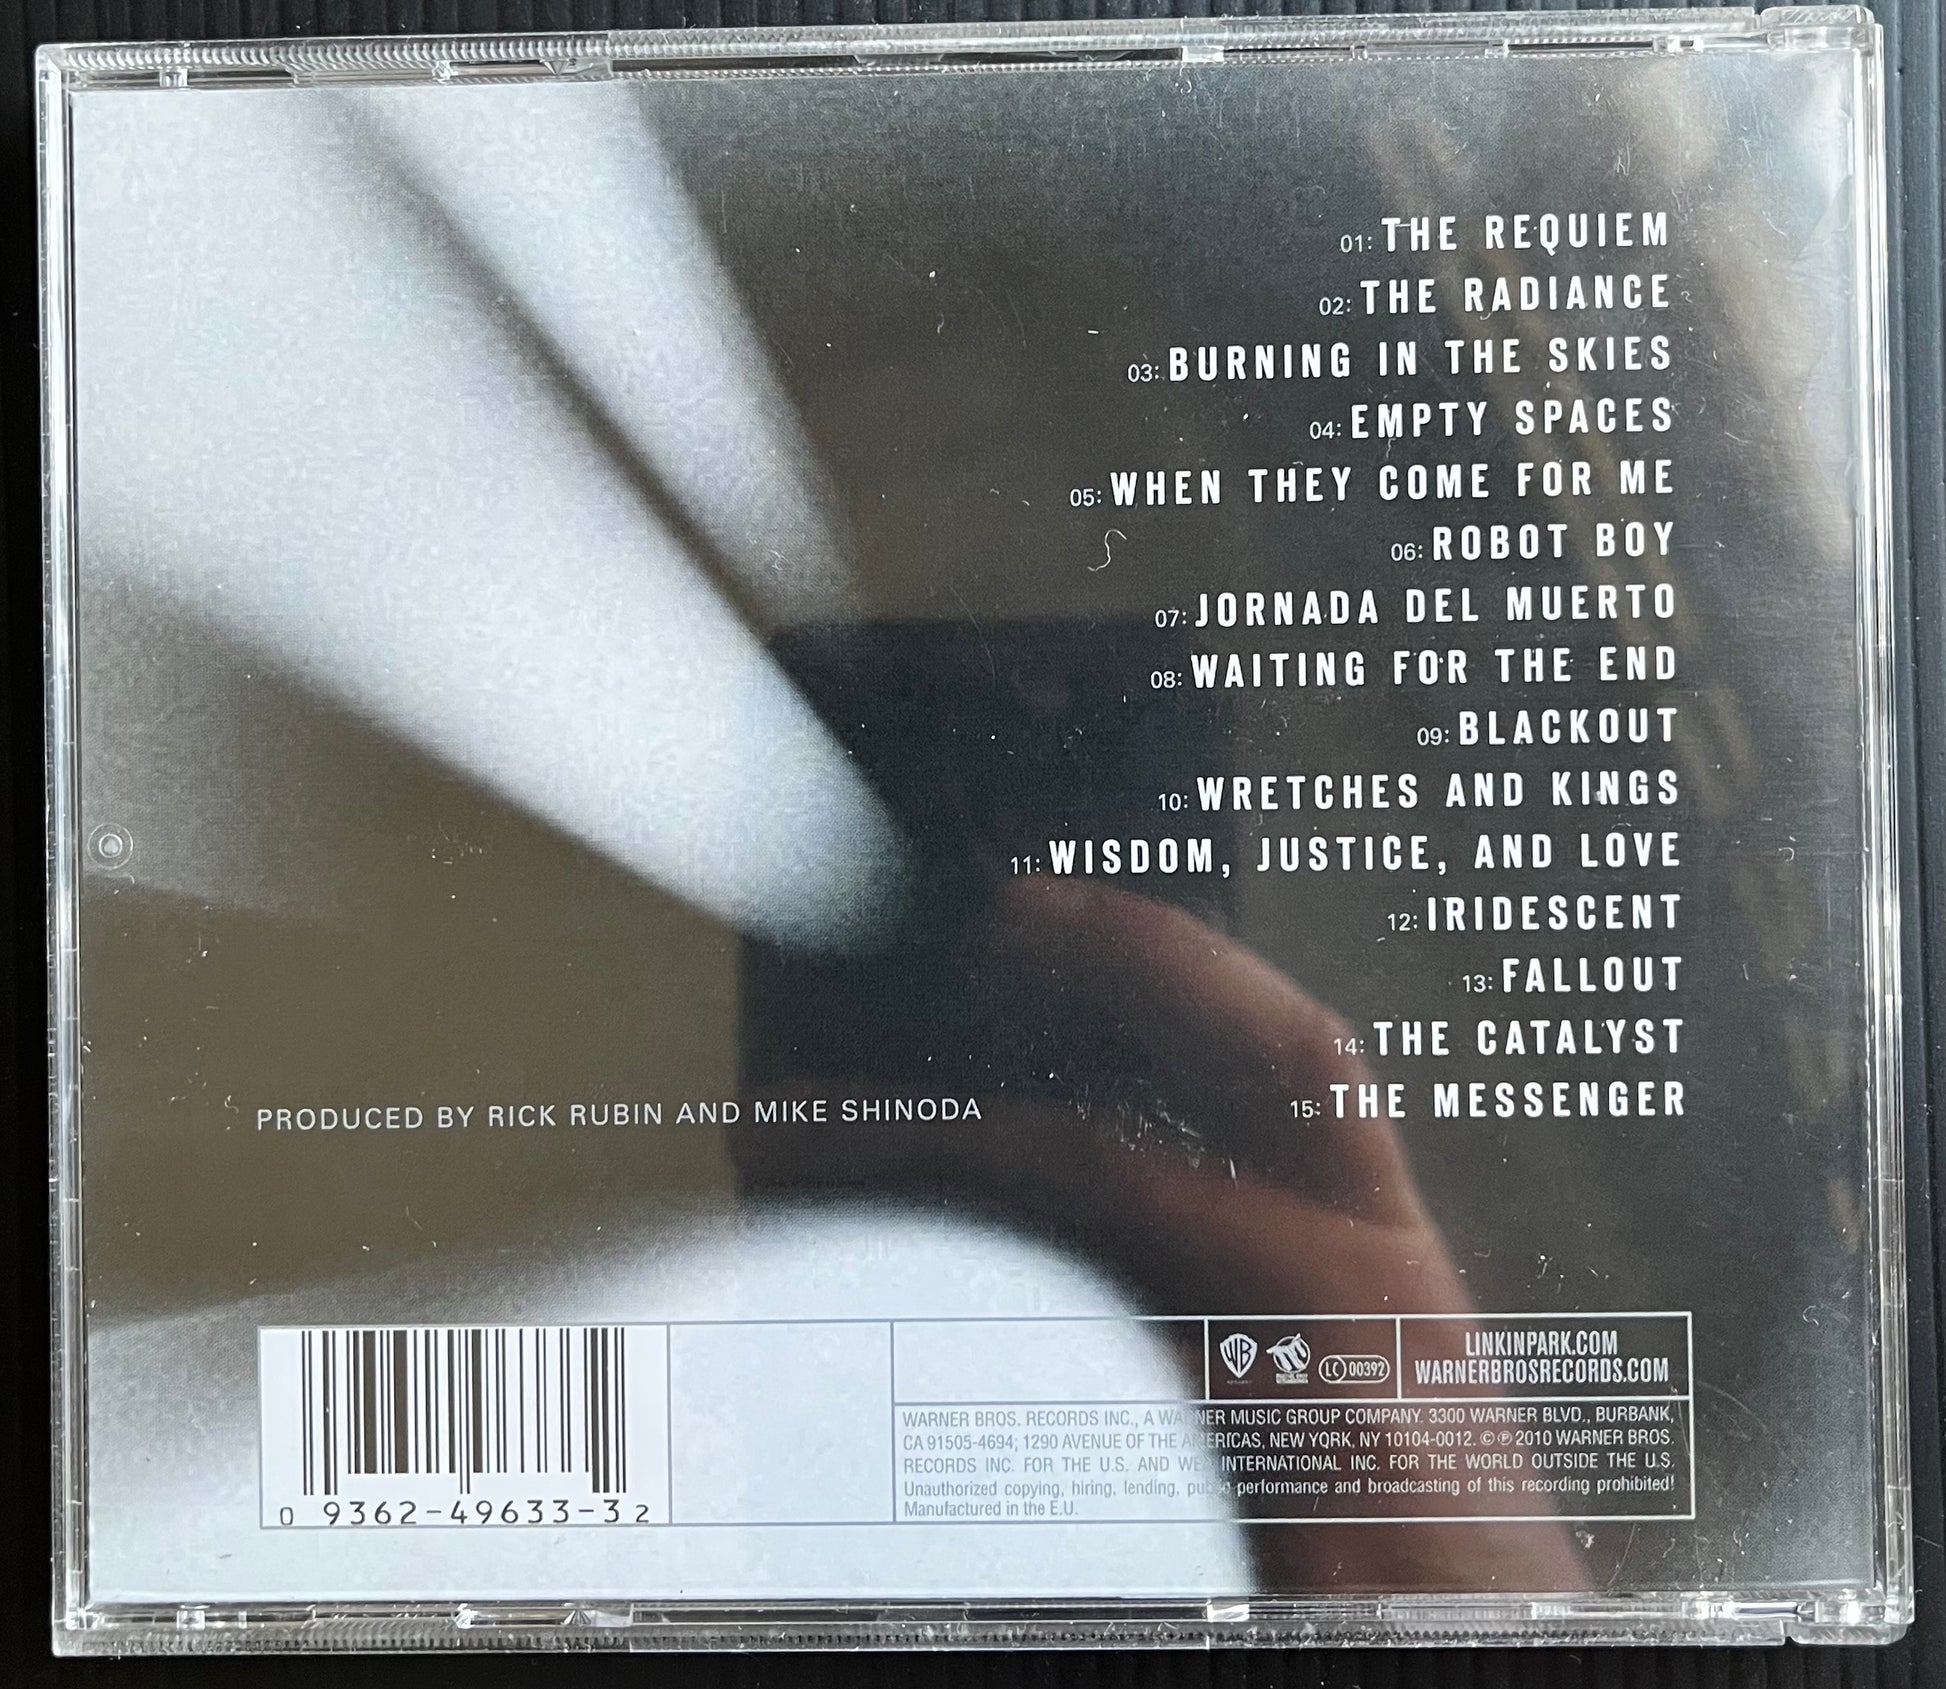 01: THE REQUIEM
02: THE RADIANCE
03: BURNING IN THE SKIES
04: EMPTY SPACES
05: WHEN THEY COME FOR ME
06: ROBOT BOY
07: JORNADA DEL MUERTO
08: WAITING FOR THE END
09: BLACKOUT
10: WRETCHES AND KINGS
11: WISDOM, JUSTICE, AND LOVE
12: IRIDESCENT
13: FALLOUT
14: THE CATALYST
15: THE MESSENGER
PRODUCED BY RICK RUBIN AND MIKE SHINODA
0 9362-49633-3 2
WB
LC 00392
LINKINPARK.COM
WARNERBROSRECORDS.COM
WARNER BROS. RECORDS INC., A WARNER MUSIC GROUP COMPANY. 3300 WARNER BLVD., BURBANK,
CA 91505-4694; 1290 AVENUE OF THE AMERICAS, NEW YORK, NY 10104-0012. © ℗ 2010 WARNER BROS.
RECORDS INC. FOR THE U.S. AND WEA INTERNATIONAL INC. FOR THE WORLD OUTSIDE THE U.S.
Unauthorized copying, hiring, lending, public performance and broadcasting of this recording prohibited!
Manufactured in the E.U.